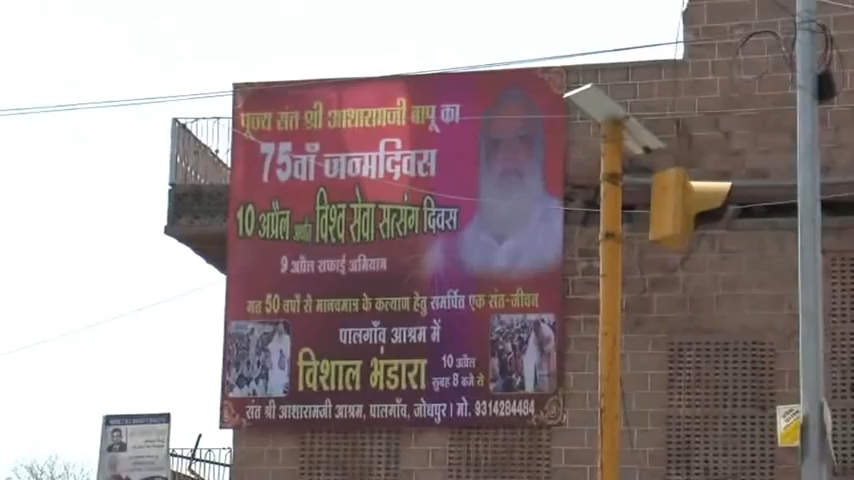 पूज्य संत श्री आशारामजी बापू का
75वाँ जन्मदिवस
10 अप्रैल अर्थात विश्व सेवा सत्संग दिवस
9 अप्रैल सफाई अभियान
गत 50 वर्षों से मानवमात्र के कल्याण हेतु समर्पित एक संत-जीवन
पालगाँव आश्रम में
विशाल भंडारा
10 अप्रैल
सुबह 8 बजे से
संत श्री आशारामजी आश्रम, पालगाँव, जोधपुर। मो. 9314284484